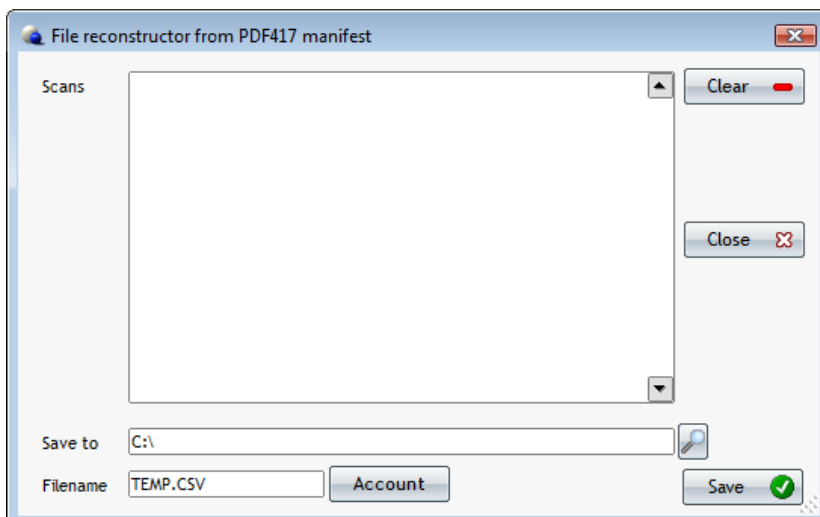 File reconstructor from PDF417 manifest
Scans
Clear
Close
Save to C:\
Filename TEMP.CSV Account Save